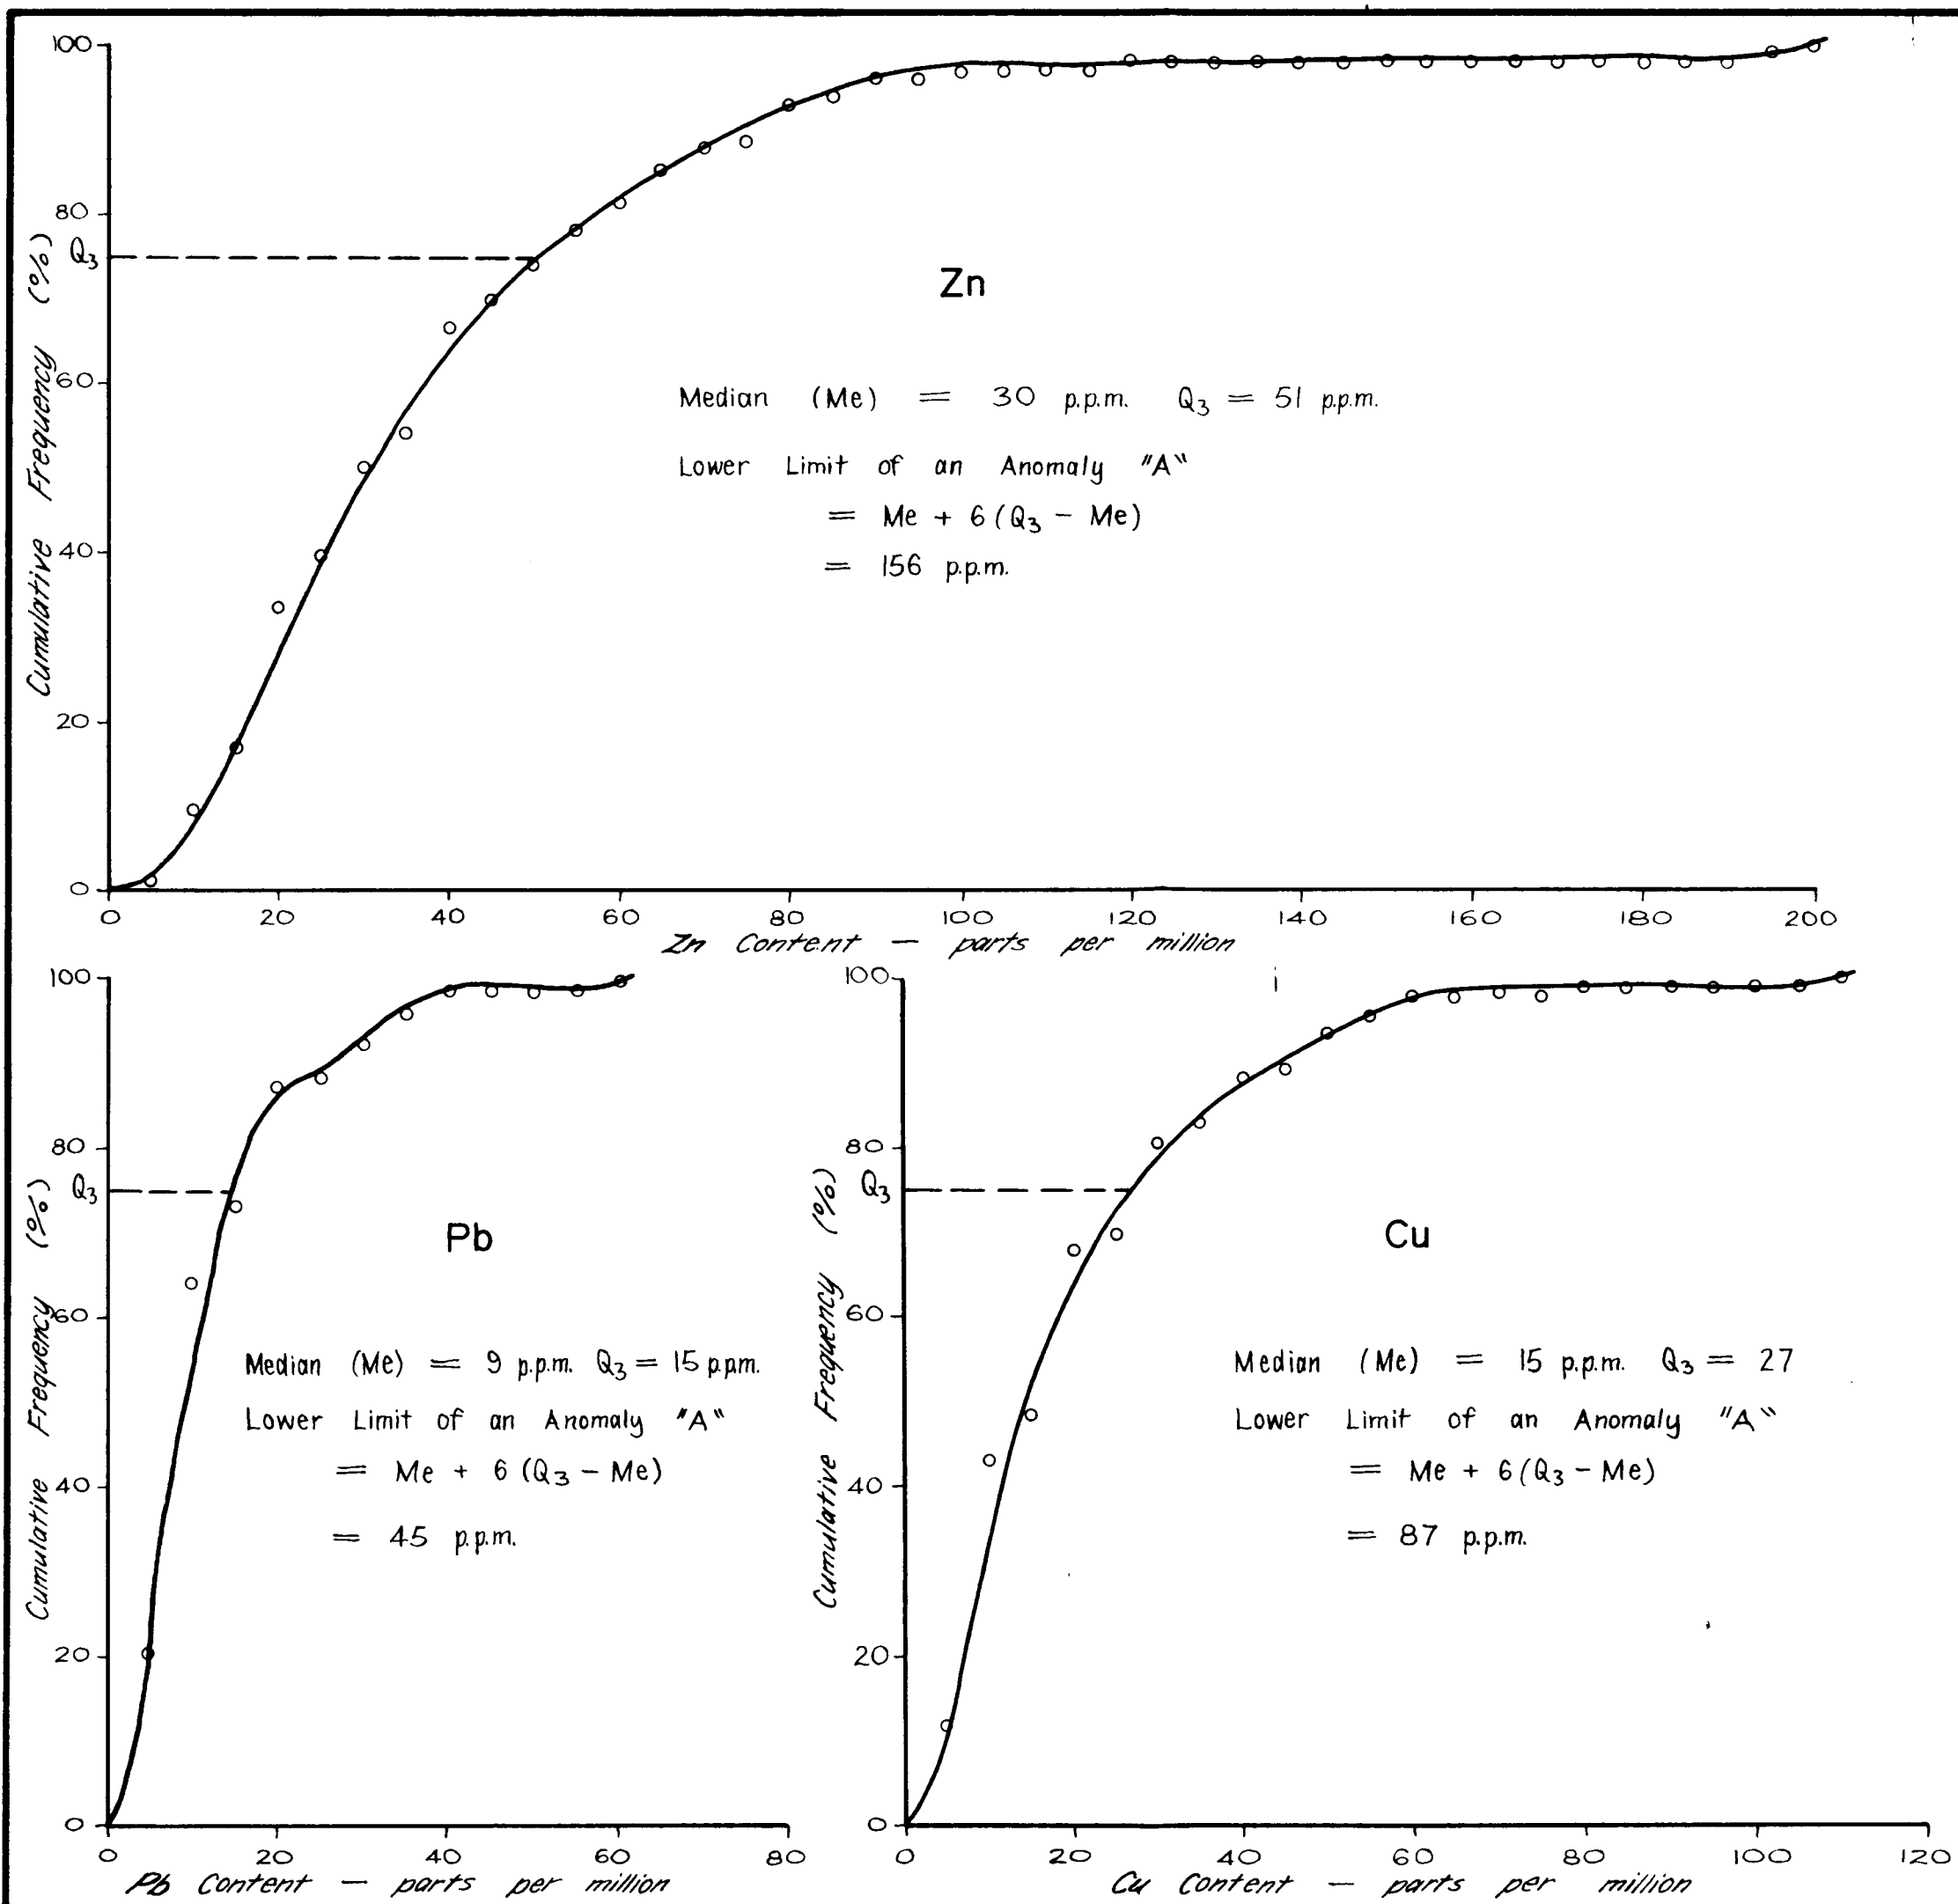 100
80
Q3
60
40
20
0
Cumulative Frequency (%)
Zn
Median (Me) = 30 p.p.m. Q3 = 51 p.p.m.
Lower Limit of an Anomaly "A"
= Me + 6(Q3 - Me)
= 156 p.p.m.
0 20 40 60 80 100 120 140 160 180 200
Zn Content - parts per million
100
80
Q3
60
40
20
0
Cumulative Frequency (%)
Pb
Median (Me) = 9 p.p.m. Q3 = 15 p.p.m.
Lower Limit of an Anomaly "A"
= Me + 6 (Q3 - Me)
= 45 p.p.m.
0 20 40 60 80
Pb Content - parts per million
100
80
Q3
60
40
20
0
Cumulative Frequency (%)
Cu
Median (Me) = 15 p.p.m. Q3 = 27
Lower Limit of an Anomaly "A"
= Me + 6(Q3 - Me)
= 87 p.p.m.
0 20 40 60 80 100 120
Cu Content - parts per million